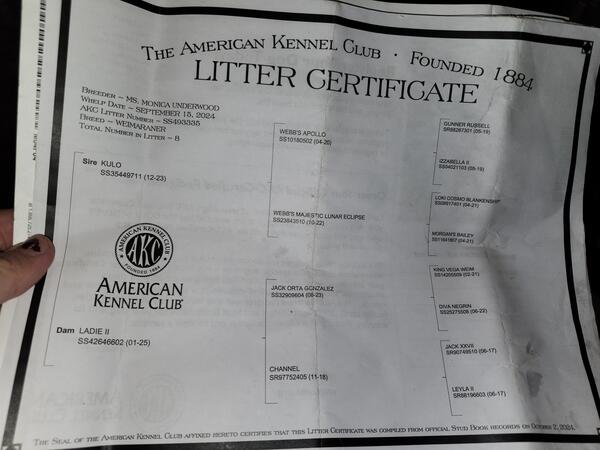 THE AMERICAN KENNEL CLUB · FOUNDED 1884
LITTER CERTIFICATE
BREEDER ~ MS. MONICA UNDERWOOD
WHELP DATE ~ SEPTEMBER 15, 2024
AKC LITTER NUMBER ~ SS493335
BREED ~ WEIMARANER
TOTAL NUMBER IN LITTER ~ 8
Sire KULO
SS35449711 (12-23)
AMERICAN KENNEL CLUB
AKC
FOUNDED 1884
AMERICAN
KENNEL CLUB®
Dam LADIE II
SS42646602 (01-25)
WEBB'S APOLLO
SS10180502 (04-20)
WEBB'S MAJESTIC LUNAR ECLIPSE
SS23843510 (10-22)
JACK ORTA GONZALEZ
SS32909604 (08-23)
CHANNEL
SR97752405 (11-18)
GUNNER RUSSELL
SR88267301 (05-19)
IZZABELLA II
SS04021103 (05-19)
LOKI COSMO BLANKENSHIP
SS08017401 (04-21)
MORGAN'S BAILEY
SS11641807 (04-21)
KING VEGA WEIM
SS14205509 (02-21)
DIVA NEGRIN
SS25275508 (06-22)
JACK XXVII
SR90749510 (06-17)
LEYLA II
SR88196603 (06-17)
THE SEAL OF THE AMERICAN KENNEL CLUB AFFIXED HERETO CERTIFIES THAT THIS LITTER CERTIFICATE WAS COMPILED FROM OFFICIAL STUD BOOK RECORDS ON OCTOBER 2, 2024.